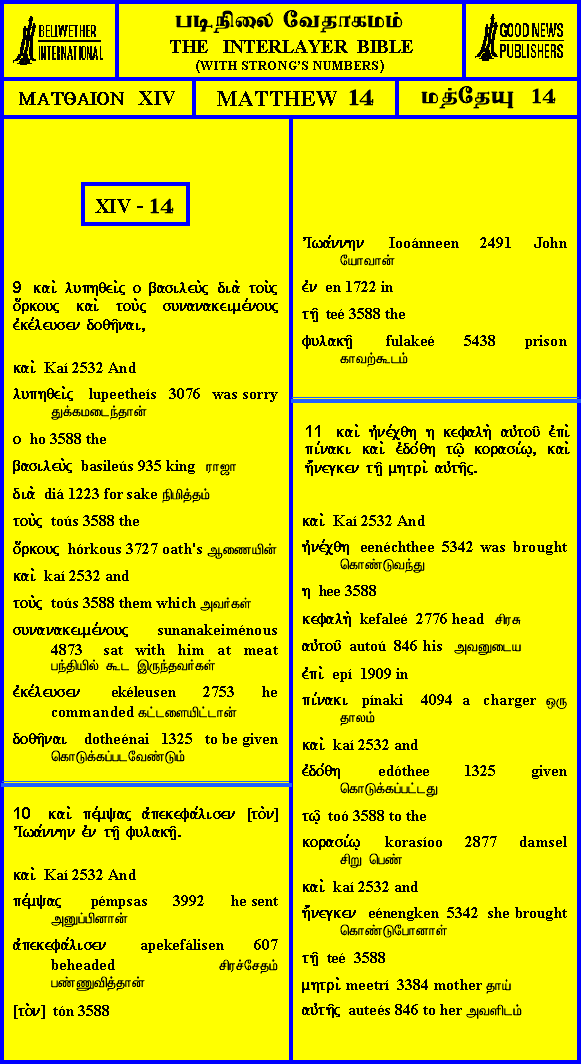 BELLWETHER
INTERNATIONAL
படிநிலை வேதாகமம்
THE INTERLAYER BIBLE
(WITH STRONG'S NUMBERS)
GOOD NEWS
PUBLISHERS
ΜΑΤΘΑΙΟΝ XIV
MATTHEW 14
மத்தேயு 14
XIV - 14
9 καὶ λυπηθεὶς ο βασιλεὺς διὰ τοὺς
ὅρκους καὶ τοὺς συνανακειμένους
ἐκέλευσεν δοθῆναι,
καὶ Kaí 2532 And
λυπηθεὶς lupeetheís 3076 was sorry
துக்கமடைந்தான்
ο ho 3588 the
βασιλεὺς basileús 935 king ராஜா
διὰ diá 1223 for sake நிமித்தம்
τοὺς toús 3588 the
ὅρκους hórkous 3727 oath's ஆணையின்
καὶ kaí 2532 and
τοὺς toús 3588 them which அவர்கள்
συνανακειμένους sunanakeiménous
4873 sat with him at meat
பந்தியில் கூட இருந்தவர்கள்
ἐκέλευσεν ekéleusen 2753 he
commanded கட்டளையிட்டான்
δοθῆναι dotheénai 1325 to be given
கொடுக்கப்படவேண்டும்
10 καὶ πέμψας ἀπεκεφάλισεν [τὸν]
Ἰωάννην ἐν τῇ φυλακῇ.
καὶ Kaí 2532 And
πέμψας pémpsas 3992 he sent
அனுப்பினான்
ἀπεκεφάλισεν apekefálisen 607
beheaded சிரச்சேதம்
பண்ணுவித்தான்
[τὸν] tón 3588
Ἰωάννην Iooánneen 2491 John
யோவான்
ἐν en 1722 in
τῇ teé 3588 the
φυλακῇ fulakeé 5438 prison
காவற்கூடம்
11 καὶ ἠνέχθη η κεφαλὴ αὐτοῦ ἐπὶ
πίνακι καὶ ἐδόθη τῷ κορασίῳ, καὶ
ἤνεγκεν τῇ μητρὶ αὐτῆς.
καὶ Kaí 2532 And
ἠνέχθη eenéchthee 5342 was brought
கொண்டுவந்து
η hee 3588
κεφαλὴ kefaleé 2776 head சிரசு
αὐτοῦ autoú 846 his அவனுடைய
ἐπὶ epí 1909 in
πίνακι pínaki 4094 a charger ஒரு
தாலம்
καὶ kaí 2532 and
ἐδόθη edóthee 1325 given
கொடுக்கப்பட்டது
τῷ toó 3588 to the
κορασίῳ korasíoo 2877 damsel
சிறு பெண்
καὶ kaí 2532 and
ἤνεγκεν eénengken 5342 she brought
கொண்டுபோனாள்
τῇ teé 3588
μητρὶ meetrí 3384 mother தாய்
αὐτῆς auteés 846 to her அவளிடம்